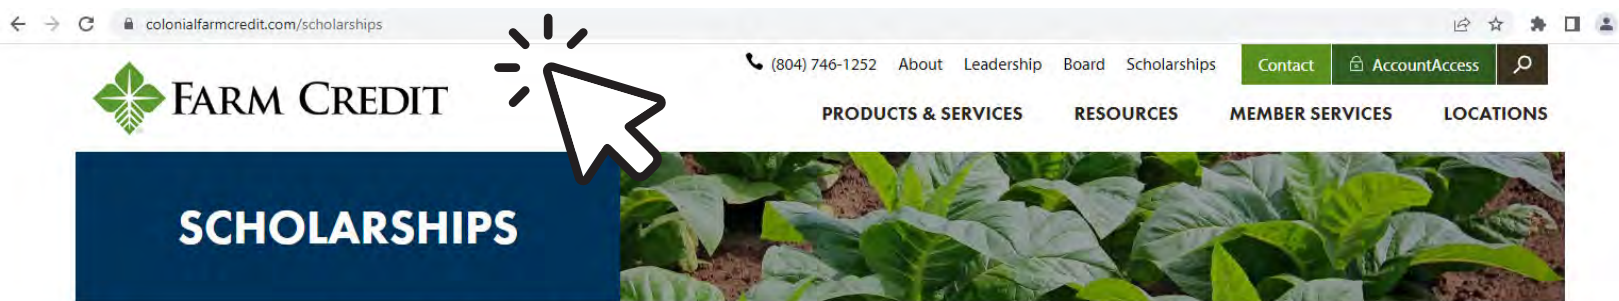 colonialfarmcredit.com/scholarships
(804) 746-1252 About Leadership Board Scholarships Contact AccountAccess
FARM CREDIT
PRODUCTS & SERVICES RESOURCES MEMBER SERVICES LOCATIONS
SCHOLARSHIPS